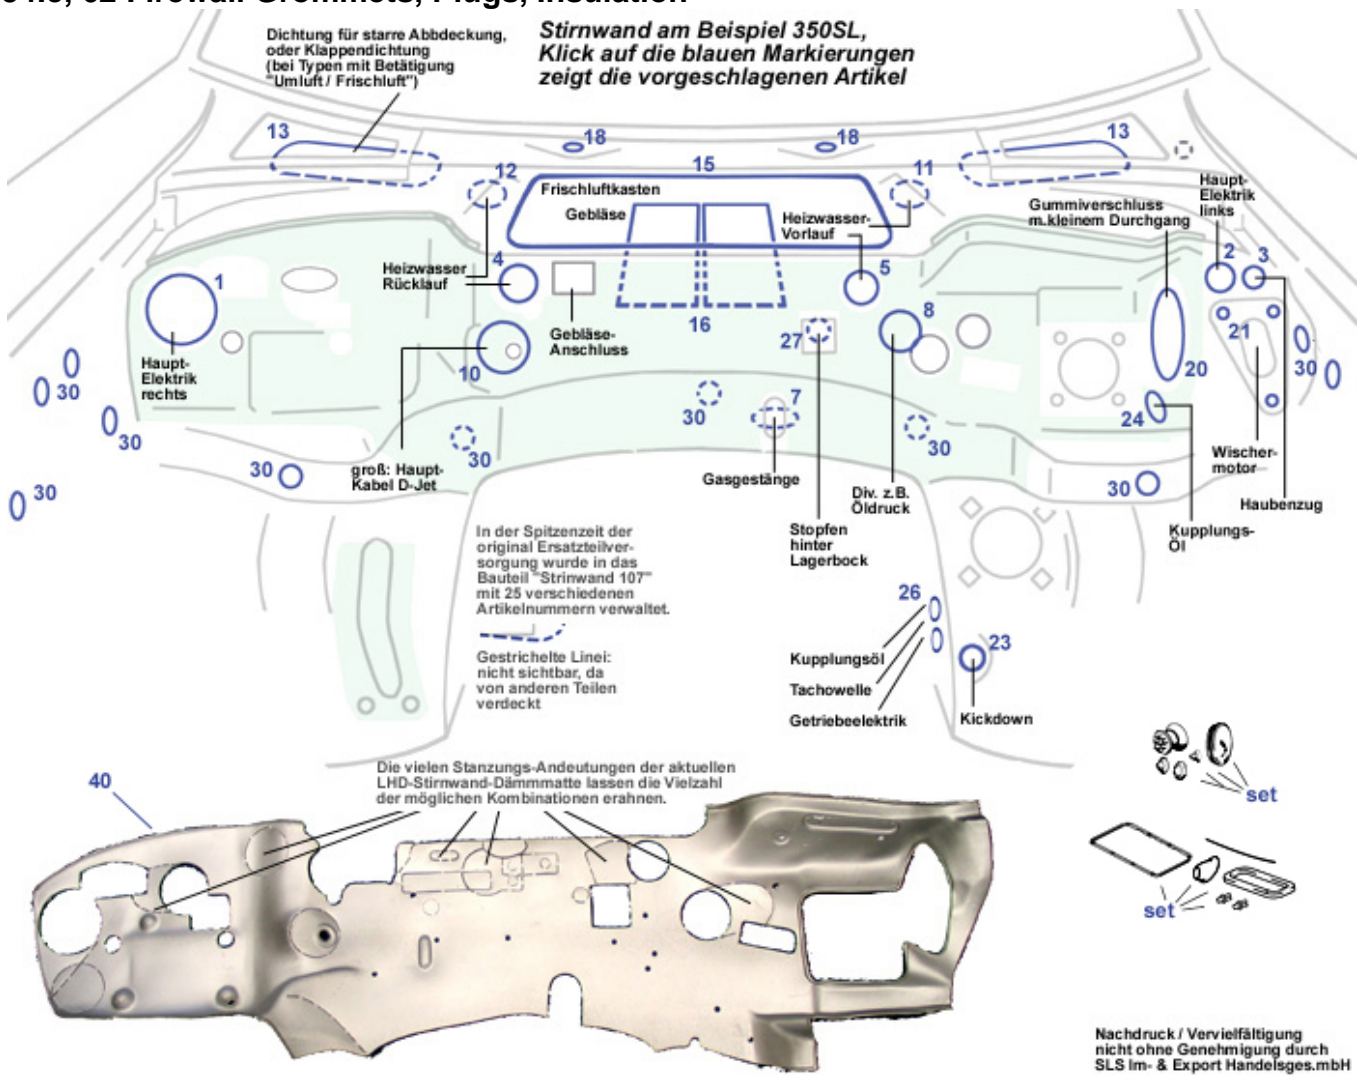 Firewall Grommets, Plugs, Insulation
Dichtung für starre Abbdeckung,
oder Klappendichtung
(bei Typen mit Betätigung
"Umluft / Frischluft")
Stirnwand am Beispiel 350SL,
Klick auf die blauen Markierungen
zeigt die vorgeschlagenen Artikel
13
18
18
13
12
15
11
Frischluftkasten
Gebläse
Heizwasser-
Vorlauf
Gummiverschluss
m.kleinem Durchgang
Haupt-
Elektrik
links
1
4
Heizwasser
Rücklauf
5
2
3
8
16
27
Gebläse-
Anschluss
10
Haupt-
Elektrik
rechts
21
20
30
30
30
30
7
24
30
30
30
30
30
groß: Haupt-
Kabel D-Jet
Gasgestänge
Div. z.B.
Öldruck
Wischer-
motor
Haubenzug
Stopfen
hinter
Lagerbock
Kupplungs-
Öl
In der Spitzenzeit der
original Ersatzteilver-
sorgung wurde in das
Bauteil "Strinwand 107"
mit 25 verschiedenen
Artikelnummern verwaltet.
Gestrichelte Linei:
nicht sichtbar, da
von anderen Teilen
verdeckt
26
23
Kupplungsöl
Tachowelle
Getriebeelektrik
Kickdown
40
Die vielen Stanzungs-Andeutungen der aktuellen
LHD-Stirnwand-Dämmmatte lassen die Vielzahl
der möglichen Kombinationen erahnen.
set
set
Nachdruck / Vervielfältigung
nicht ohne Genehmigung durch
SLS Im- & Export Handelsges.mbH